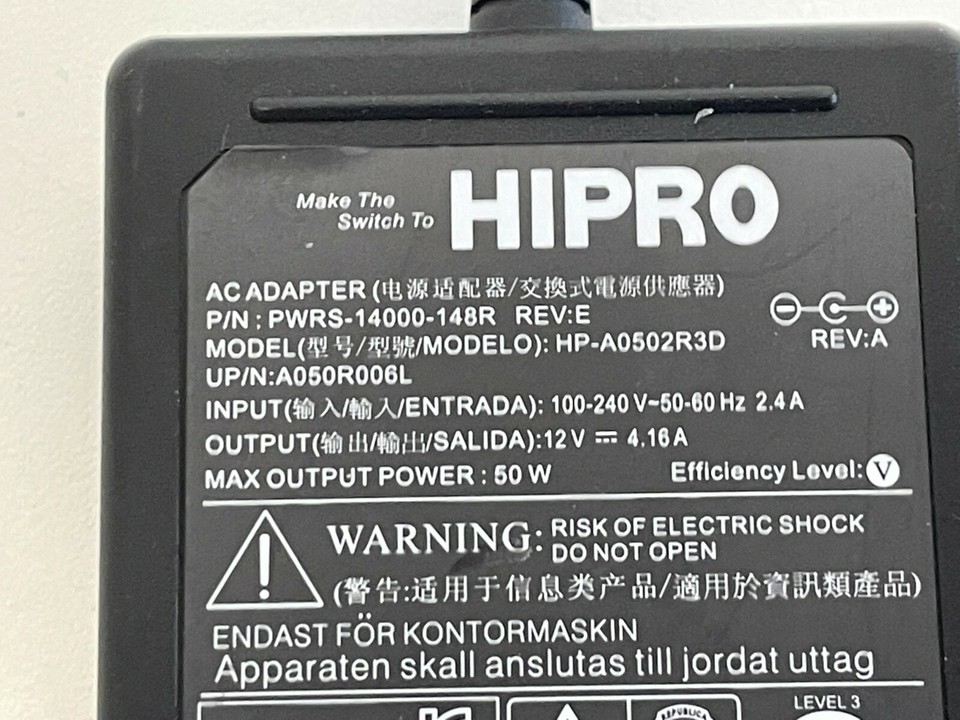 Make The
Switch To
HIPRO
AC ADAPTER (电源适配器/交換式電源供應器)
P/N : PWRS-14000-148R REV:E
REV:A
MODEL(型号/型號/MODELO): HP-A0502R3D
UP/N:A050R006L
INPUT(输入/輸入/ENTRADA): 100-240 V~50-60 Hz 2.4 A
OUTPUT(输出/輸出/SALIDA):12 V ⎓ 4.16 A
MAX OUTPUT POWER : 50 W Efficiency Level: V
WARNING: RISK OF ELECTRIC SHOCK
DO NOT OPEN
(警告:适用于信息类产品/適用於資訊類產品)
ENDAST FÖR KONTORMASKIN
Apparaten skall anslutas till jordat uttag
REPUBLICA
LEVEL 3